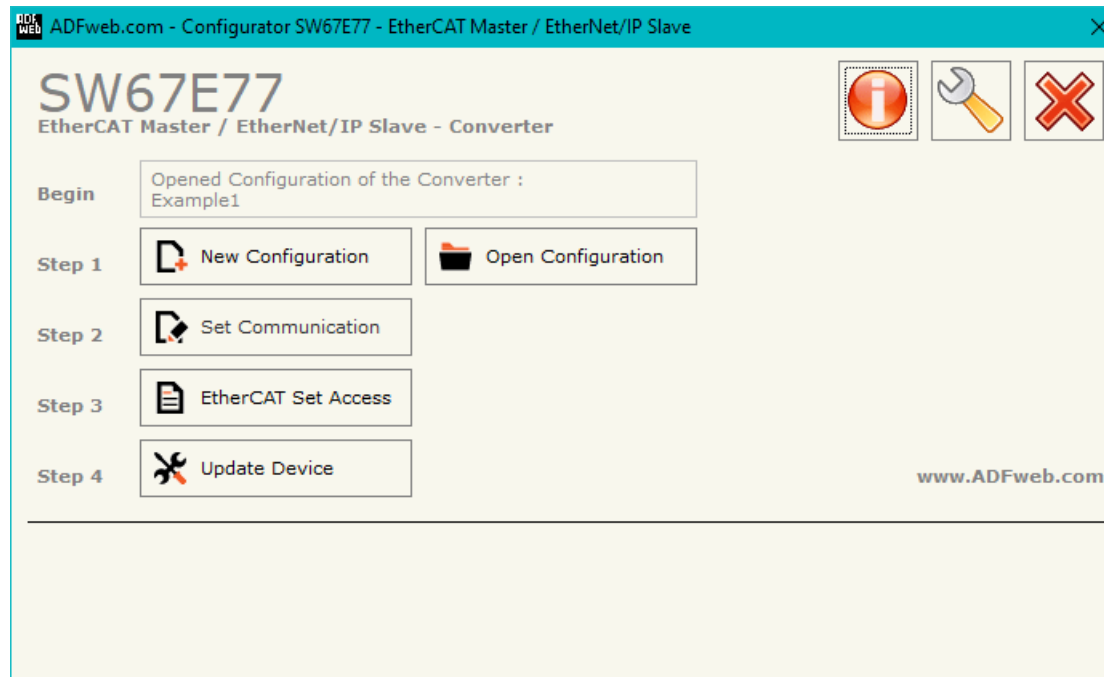 ADF WEB ADFweb.com - Configurator SW67E77 - EtherCAT Master / EtherNet/IP Slave
SW67E77
EtherCAT Master / EtherNet/IP Slave - Converter
Begin
Opened Configuration of the Converter :
Example1
Step 1 New Configuration Open Configuration
Step 2 Set Communication
Step 3 EtherCAT Set Access
Step 4 Update Device
www.ADFweb.com